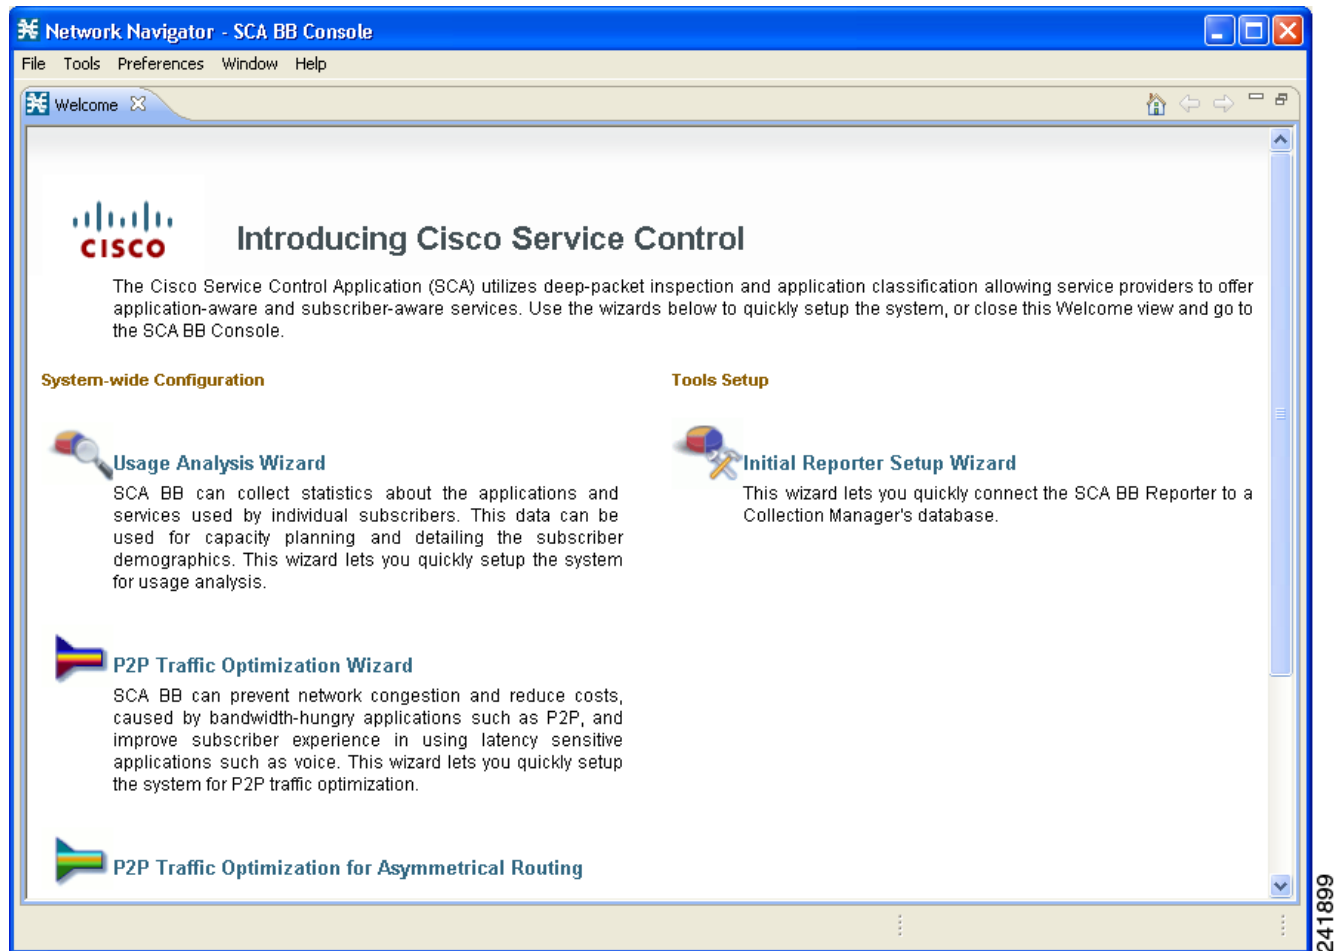 Network Navigator - SCA BB Console
File Tools Preferences Window Help
Welcome
CISCO
Introducing Cisco Service Control
The Cisco Service Control Application (SCA) utilizes deep-packet inspection and application classification allowing service providers to offer
application-aware and subscriber-aware services. Use the wizards below to quickly setup the system, or close this Welcome view and go to
the SCA BB Console.
System-wide Configuration
Usage Analysis Wizard
SCA BB can collect statistics about the applications and
services used by individual subscribers. This data can be
used for capacity planning and detailing the subscriber
demographics. This wizard lets you quickly setup the system
for usage analysis.
P2P Traffic Optimization Wizard
SCA BB can prevent network congestion and reduce costs,
caused by bandwidth-hungry applications such as P2P, and
improve subscriber experience in using latency sensitive
applications such as voice. This wizard lets you quickly setup
the system for P2P traffic optimization.
P2P Traffic Optimization for Asymmetrical Routing
Tools Setup
Initial Reporter Setup Wizard
This wizard lets you quickly connect the SCA BB Reporter to a
Collection Manager's database.
241899